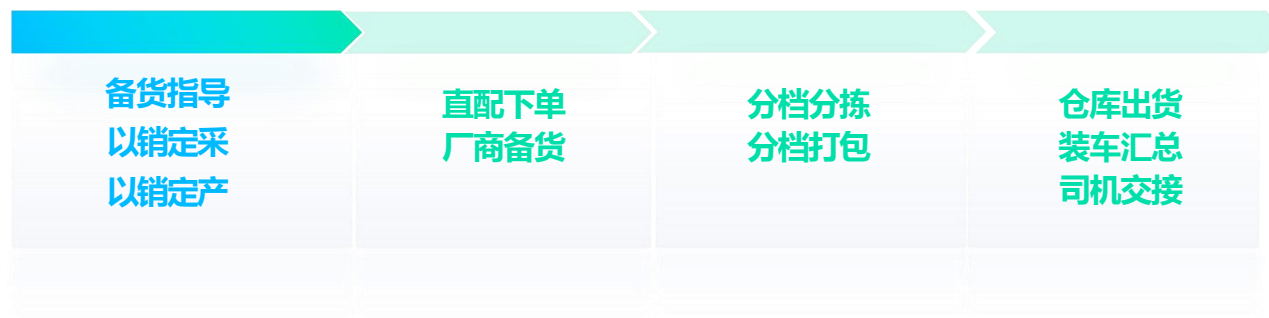 备货指导
以销定采
以销定产
直配下单
厂商备货
分档分拣
分档打包
仓库出货
装车汇总
司机交接